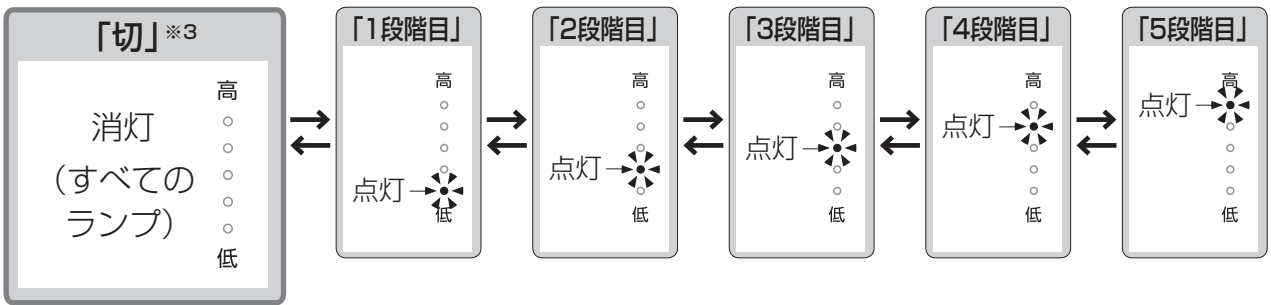 「切」※3
高
消灯
(すべての
ランプ)
低
「1段階目」
高
点灯
低
「2段階目」
高
点灯
低
「3段階目」
高
点灯
低
「4段階目」
高
点灯
低
「5段階目」
高
点灯
低